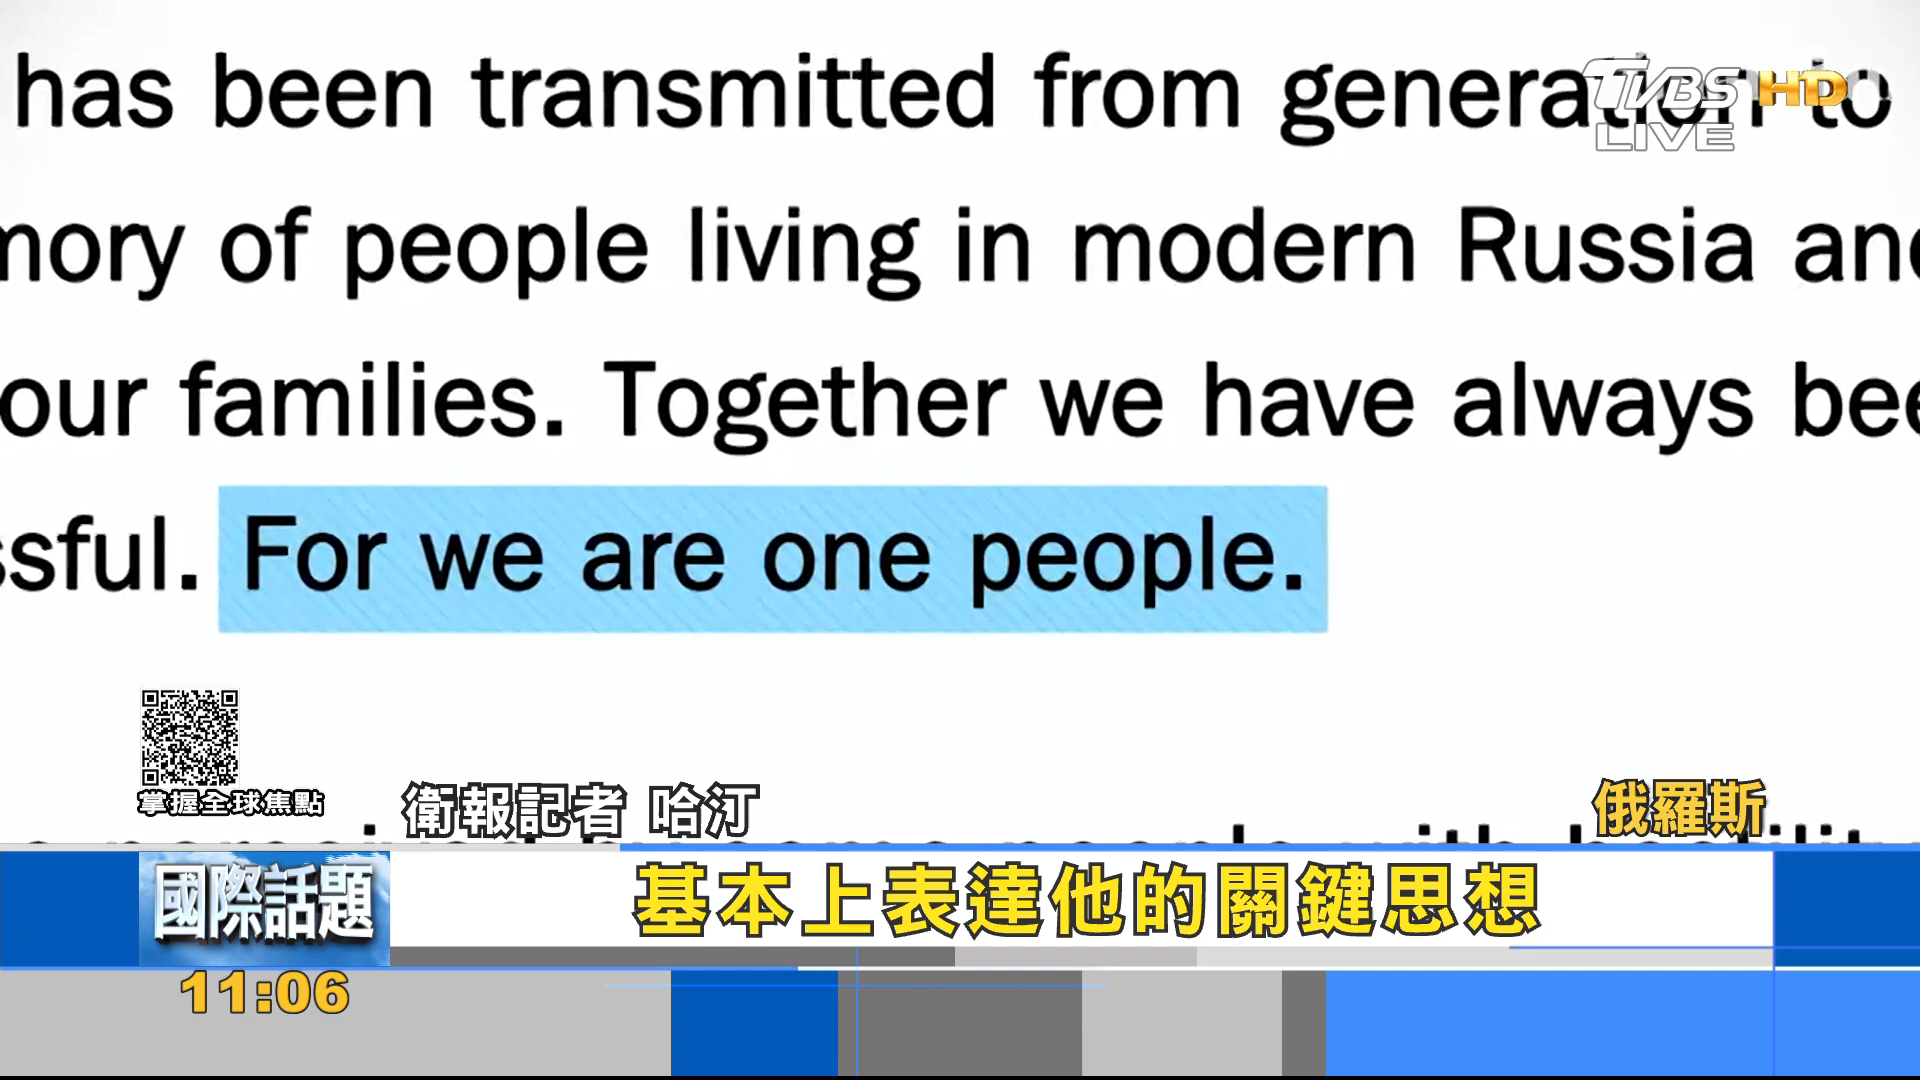 has been transmitted from generation to
TVBS HD
LIVE
mory of people living in modern Russia and
our families. Together we have always bee
ssful. For we are one people.
掌握全球焦點
衛報記者 哈汀
俄羅斯
國際話題
基本上表達他的關鍵思想
11:06